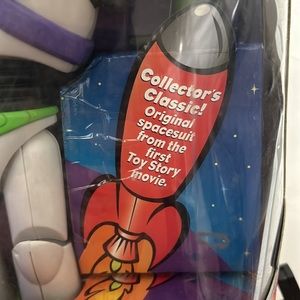 Collector's
Classic!
Original
spacesuit
from the
first
Toy Story
movie.